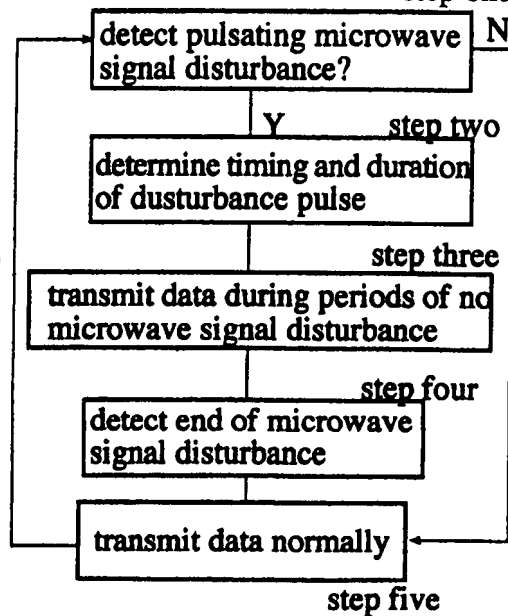 step one
detect pulsating microwave
signal disturbance?
N
Y
step two
determine timing and duration
of dusturbance pulse
step three
transmit data during periods of no
microwave signal disturbance
step four
detect end of microwave
signal disturbance
transmit data normally
step five